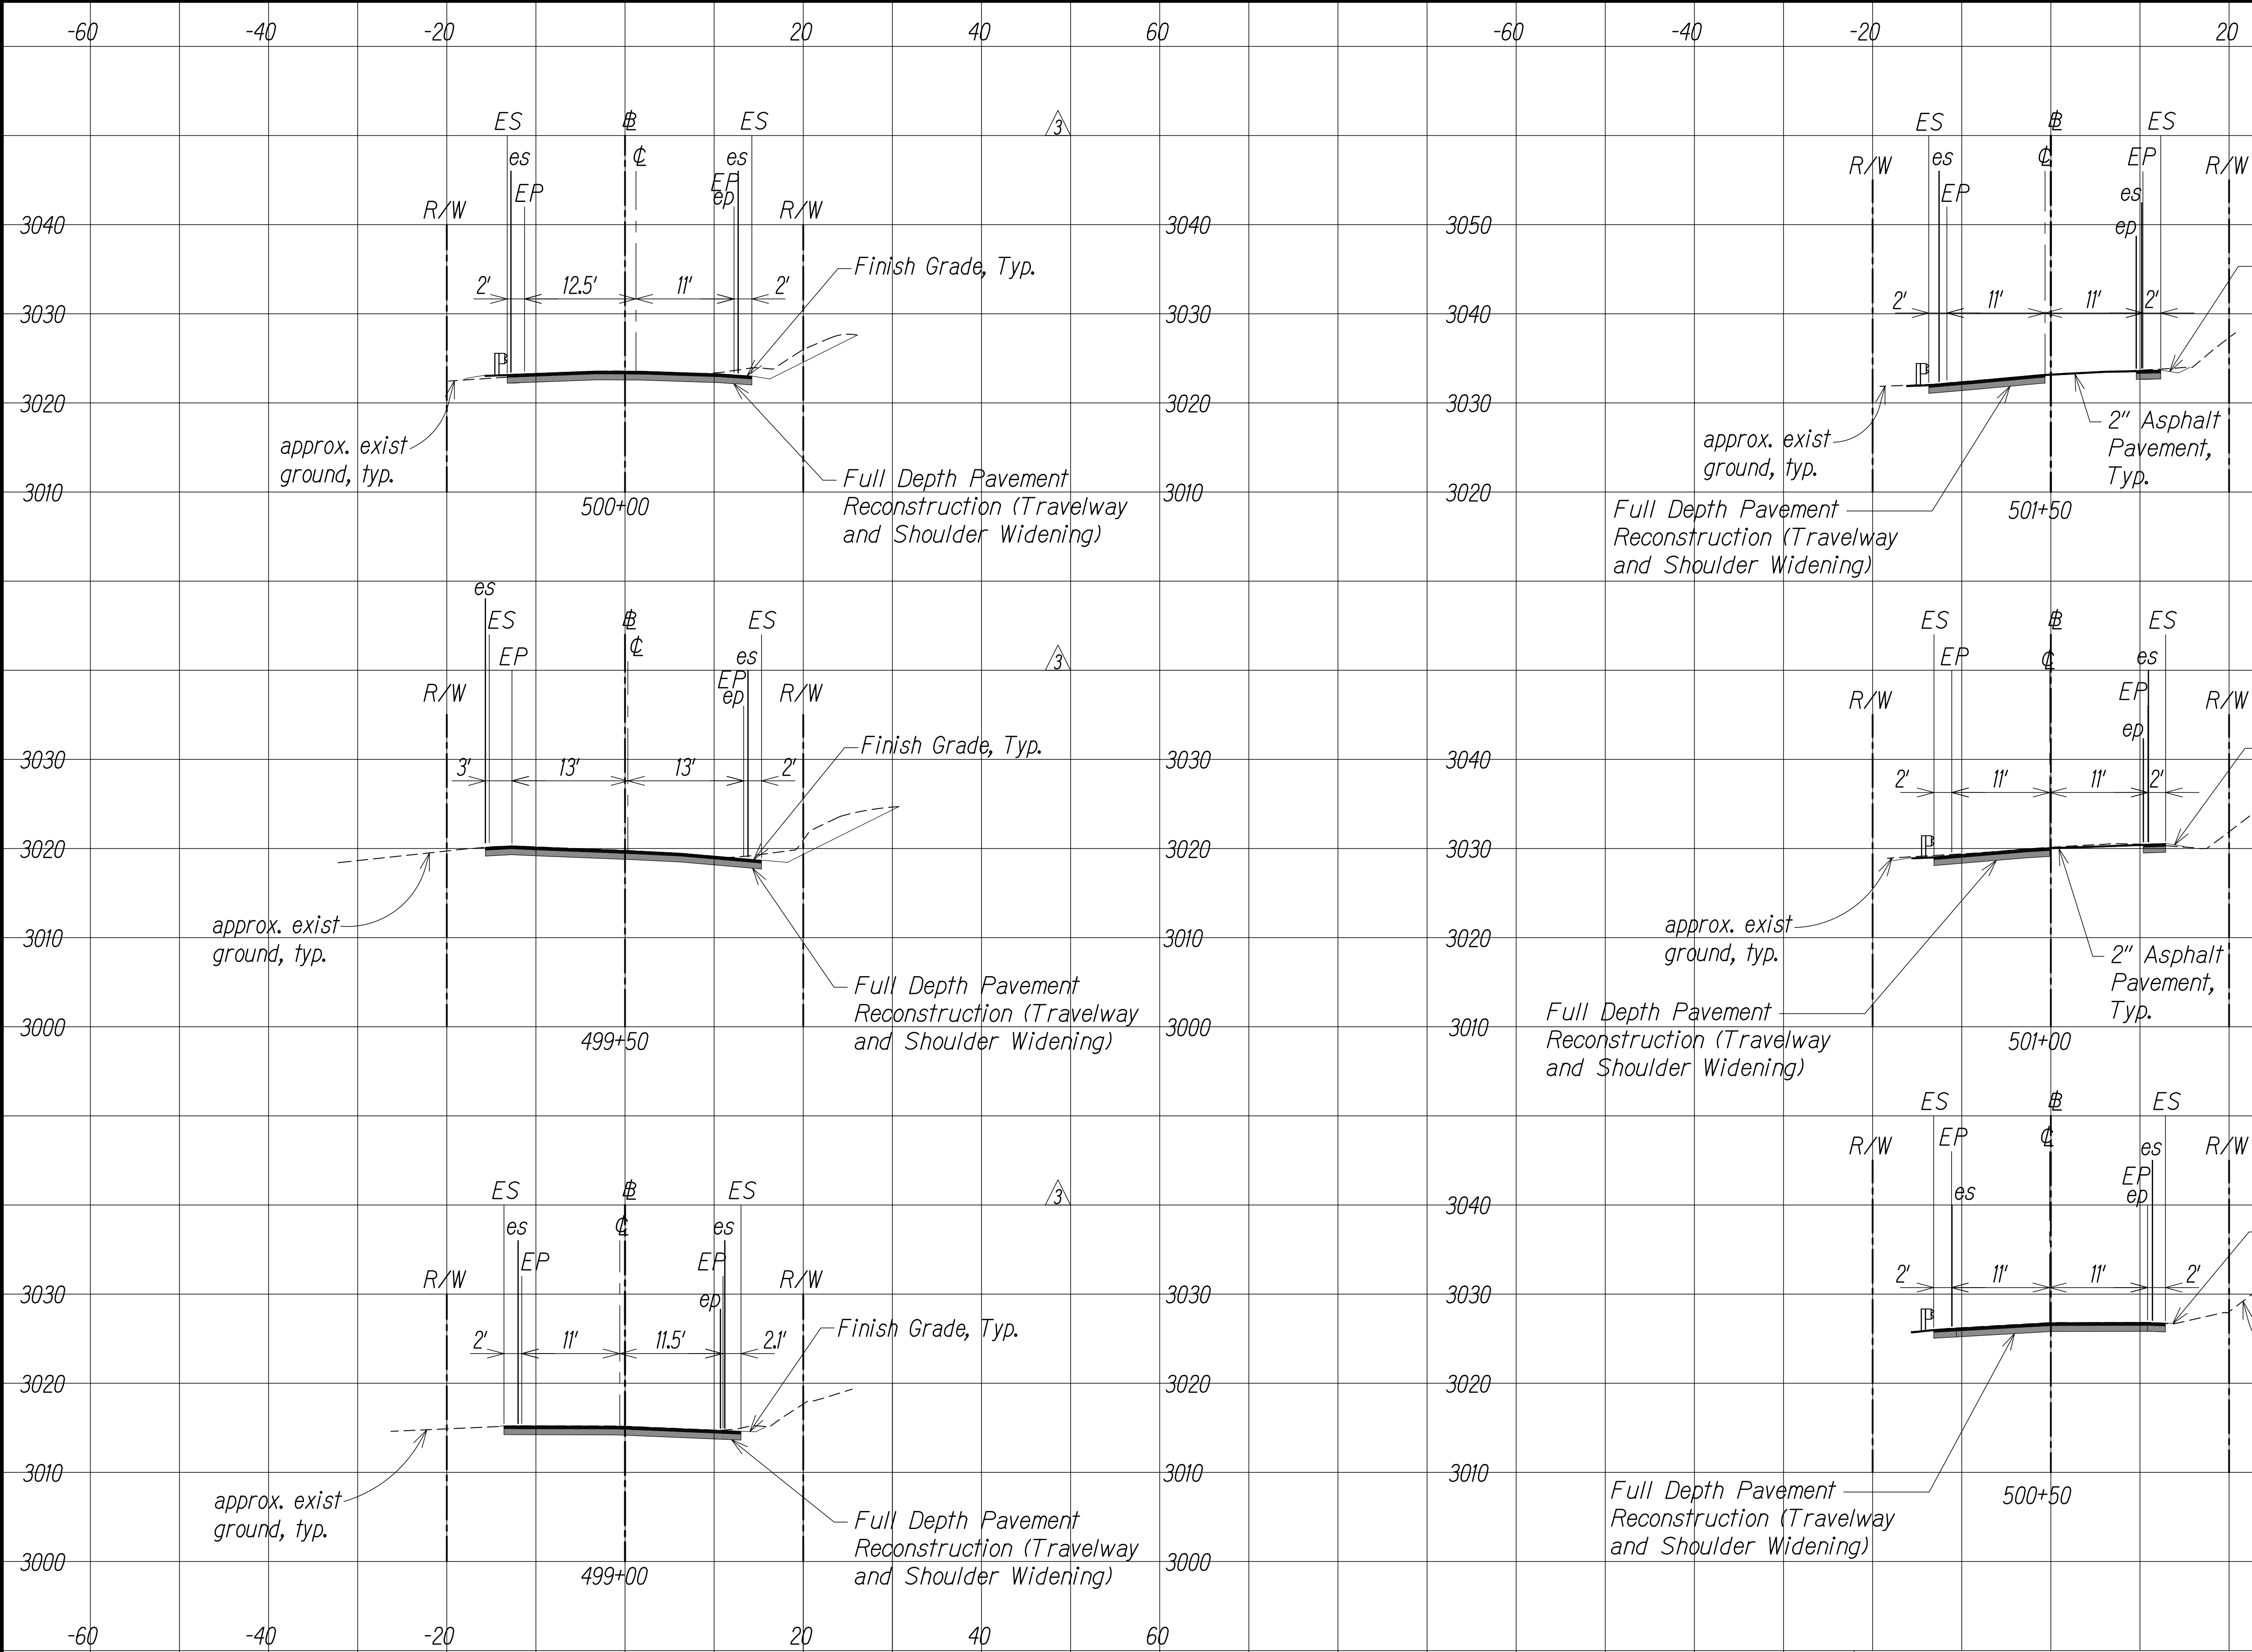 -60 -40 -20 20 40 60 -60 -40 -20 20
ES ℄ ES 3
es ℄ es
EP EP
ep
R/W R/W
3040 3040
Finish Grade, Typ.
2' 12.5' 11' 2'
3030 3030
3020 3020
approx. exist
ground, typ.
Full Depth Pavement
Reconstruction (Travelway
and Shoulder Widening)
3010 3010
500+00
es
ES ES 3
℄ es
EP EP
R/W ep R/W
Finish Grade, Typ.
3030 3030
3' 13' 13' 2'
3020 3020
approx. exist
ground, typ.
3010 3010
Full Depth Pavement
Reconstruction (Travelway
and Shoulder Widening)
3000 3000
499+50
ES ES 3
es ℄ es
EP EP
R/W R/W
ep
3030 3030
Finish Grade, Typ.
2' 11' 11.5' 2.1'
3020 3020
3010 3010
approx. exist
ground, typ.
Full Depth Pavement
Reconstruction (Travelway
and Shoulder Widening)
3000 3000
499+00
ES ES
es ℄ EP
R/W R/W
EP es
3050 ep
2' 11' 11' 2'
3040
3030
2" Asphalt
Pavement,
Typ.
approx. exist
ground, typ.
3020
Full Depth Pavement
Reconstruction (Travelway
and Shoulder Widening)
501+50
ES ES
EP ℄ es
R/W EP R/W
ep
3040
2' 11' 11' 2'
3030
approx. exist
ground, typ.
3020
2" Asphalt
Pavement,
Typ.
Full Depth Pavement
Reconstruction (Travelway
and Shoulder Widening)
3010
501+00
ES ES
R/W EP ℄ es R/W
es EP
ep
3040
3030
2' 11' 11' 2'
3020
3010
Full Depth Pavement
Reconstruction (Travelway
and Shoulder Widening)
500+50
-60 -40 -20 20 40 60